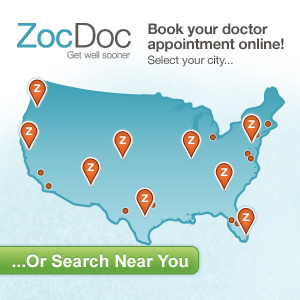 ZocDoc
Get well sooner
Book your doctor
appointment online!
Select your city...
Z
Z
Z
Z
Z
Z
Z
Z
Z
...Or Search Near You